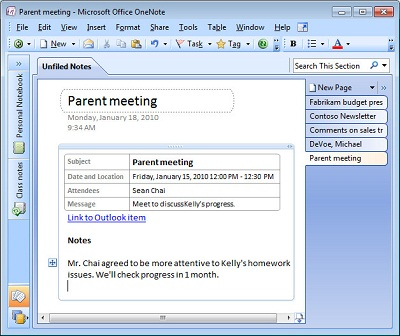 Parent meeting - Microsoft Office OneNote
File Edit View Insert Format Share Tools Table Window Help
New Task Tag B
Unfiled Notes
Search This Section
Personal Notebook
Class notes
New Page
Fabrikam budget pres
Contoso Newsletter
Comments on sales tr
DeVoe, Michael
Parent meeting
Parent meeting
Monday, January 18, 2010
9:34 AM
Subject Parent meeting
Date and Location Friday, January 15, 2010 12:00 PM - 12:30 PM
Attendees Sean Chai
Message Meet to discussKelly's progress.
Link to Outlook item
Notes
Mr. Chai agreed to be more attentive to Kelly's homework
issues. We'll check progress in 1 month.